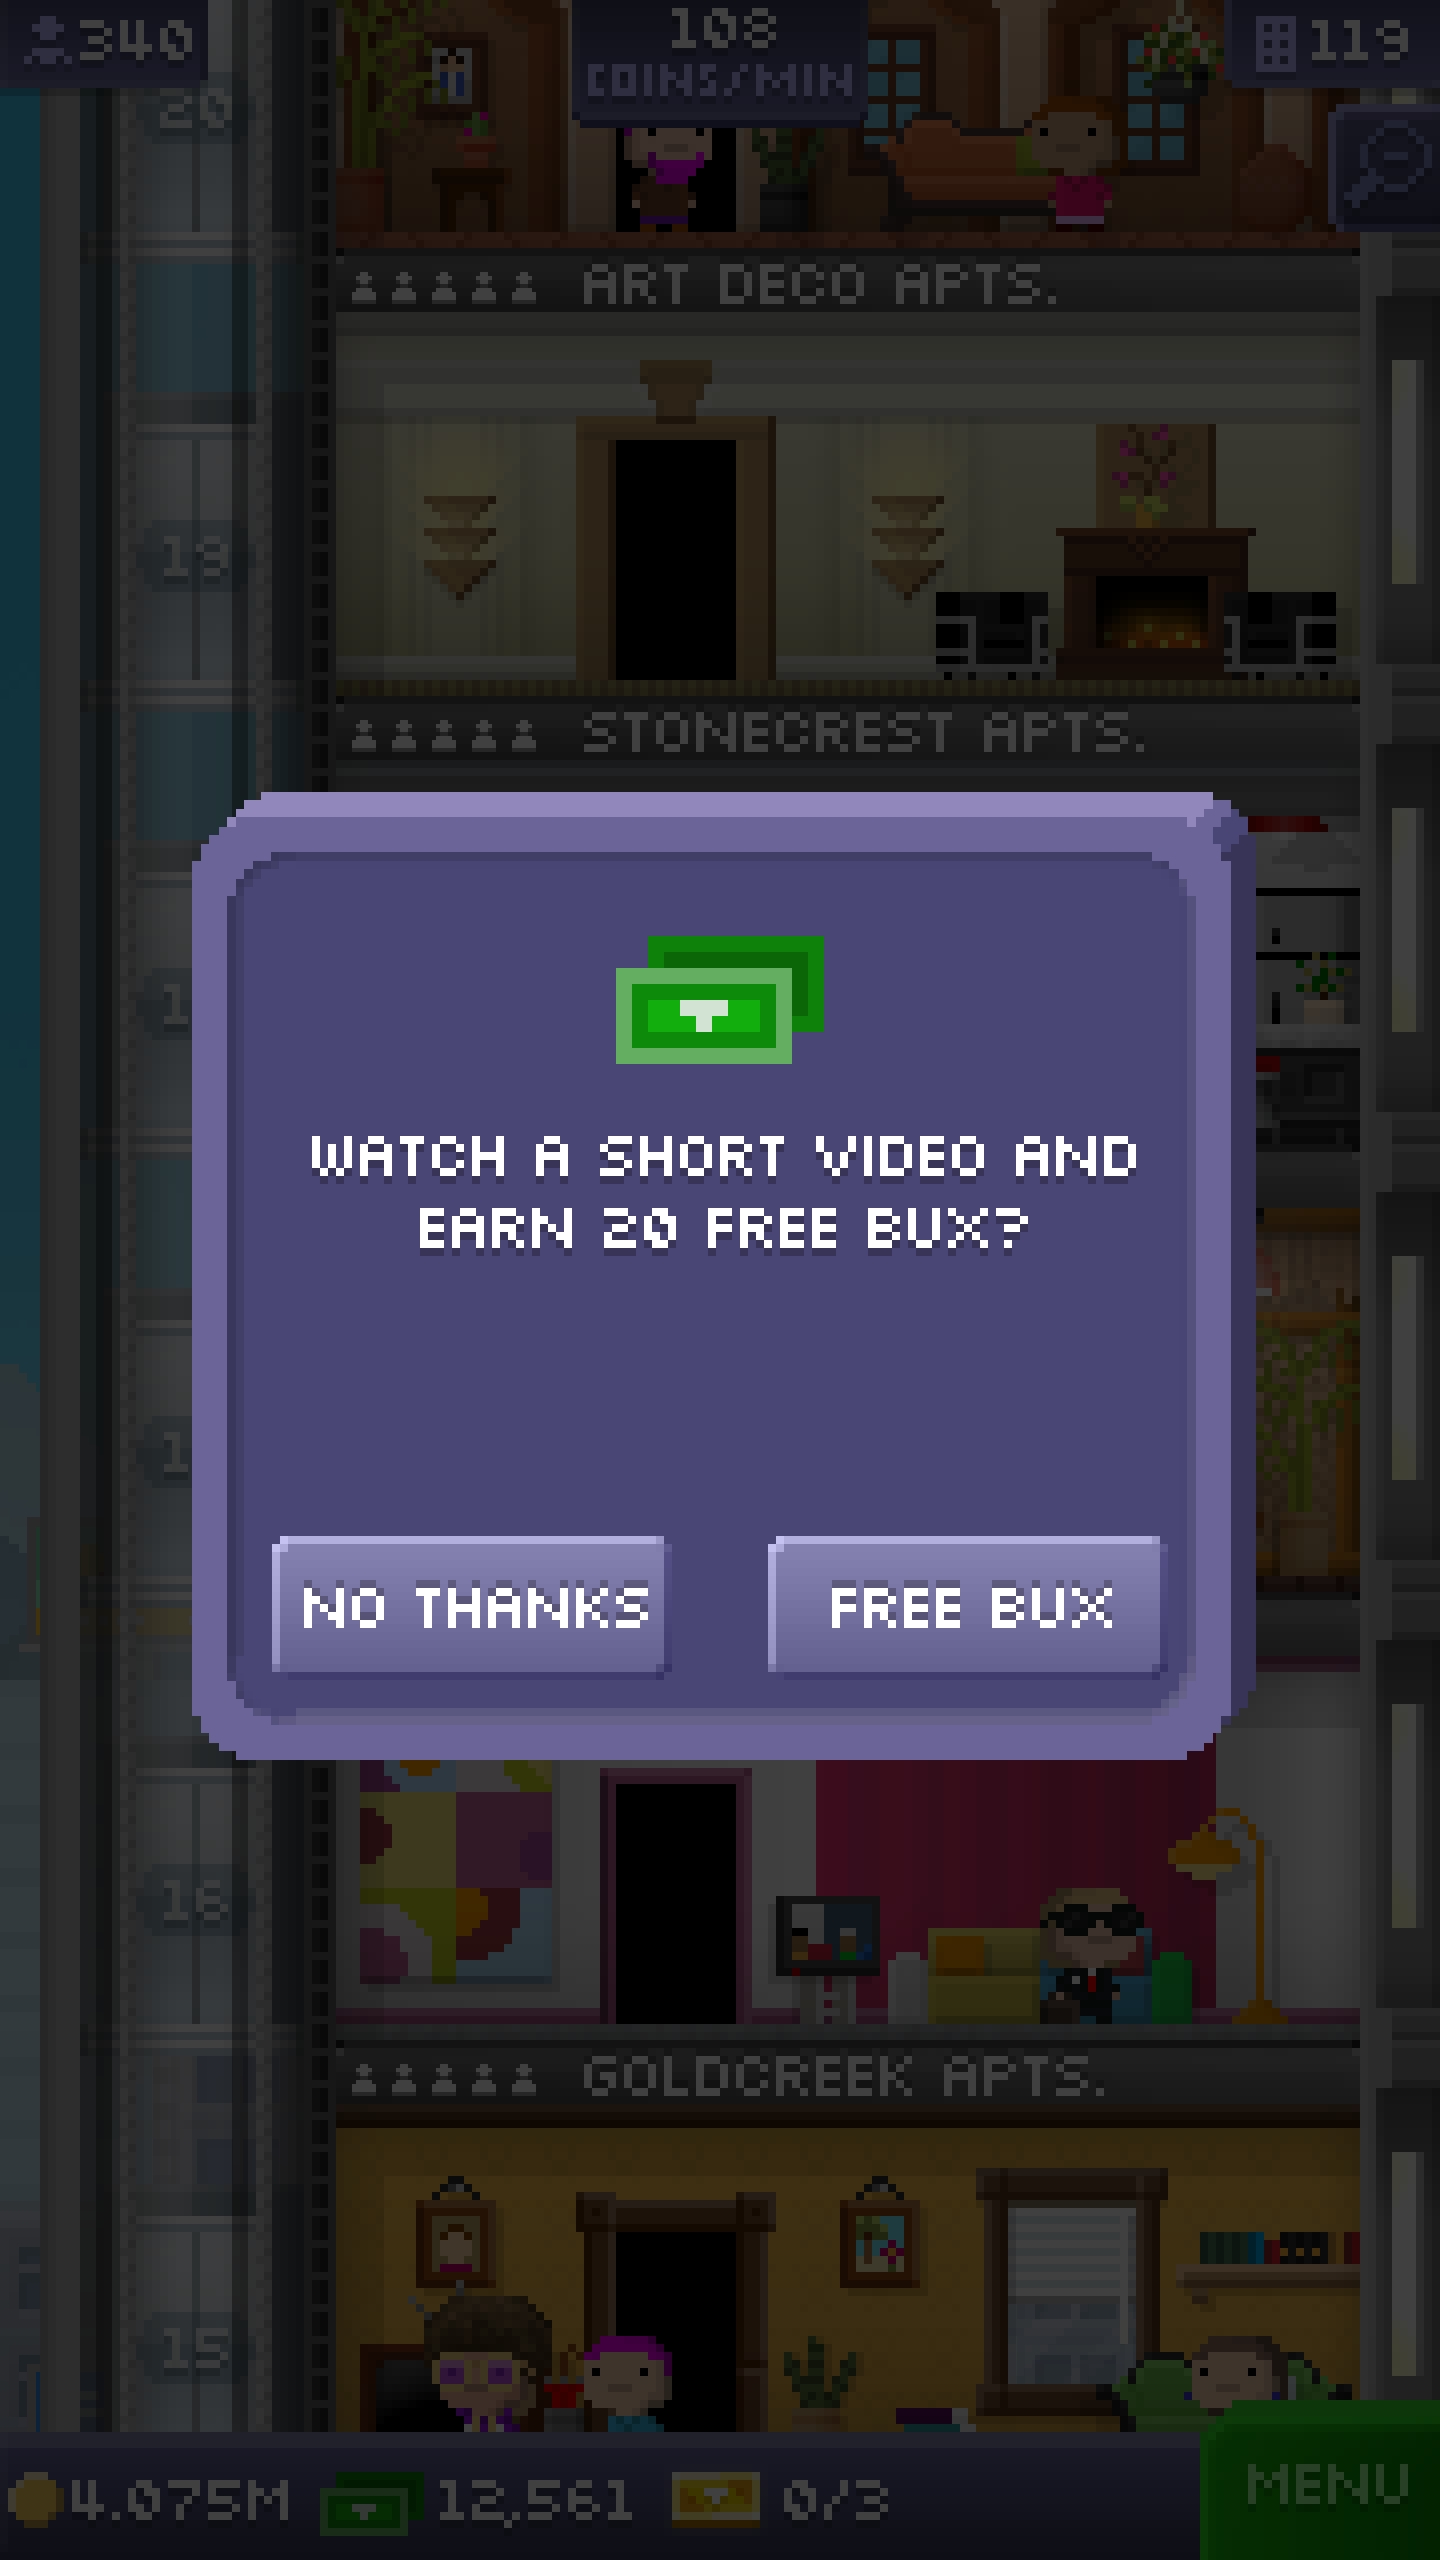 340
108
COINS/MIN
119
20
ART DECO APTS.
19
STONECREST APTS.
WATCH A SHORT VIDEO AND
EARN 20 FREE BUX?
NO THANKS
FREE BUX
16
GOLDCREEK APTS.
15
4.075M
12,561
0/3
MENU